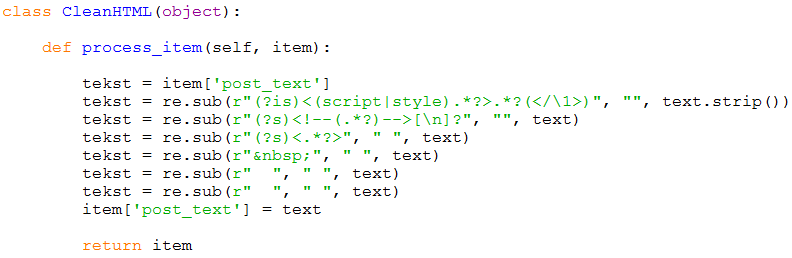 class CleanHTML(object):
    def process_item(self, item):
        tekst = item['post_text']
        tekst = re.sub(r"(?is)<(script|style).*?>.*?(</\1>)", "", text.strip())
        tekst = re.sub(r"(?s)<!--(.*?)-->[\n]?", "", text)
        tekst = re.sub(r"(?s)<.*?>", " ", text)
        tekst = re.sub(r"&nbsp;", " ", text)
        tekst = re.sub(r"  ", " ", text)
        tekst = re.sub(r"  ", " ", text)
        item['post_text'] = text
        return item